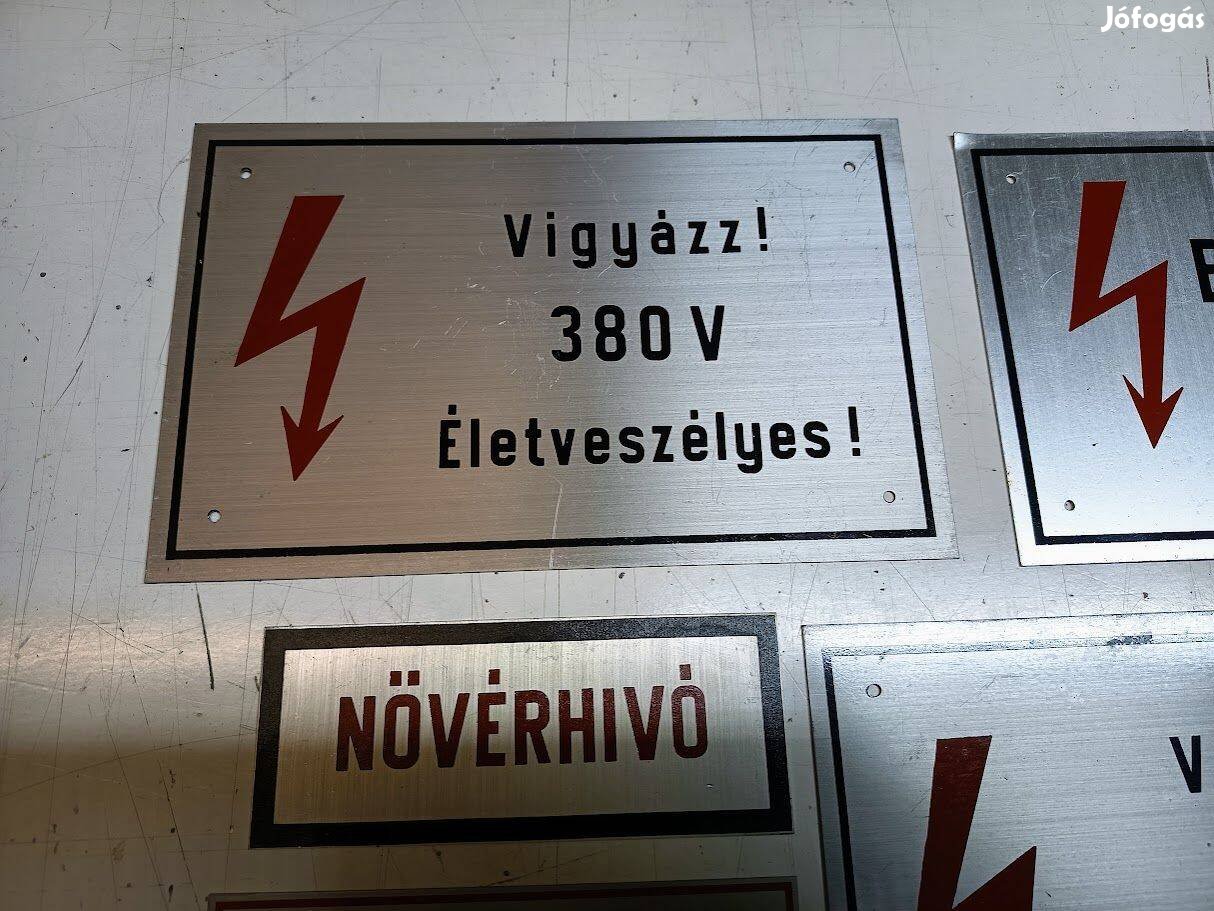 Jófogás
Vigyázz!
380 V
Életveszélyes!
NÖVÉRHIVÓ